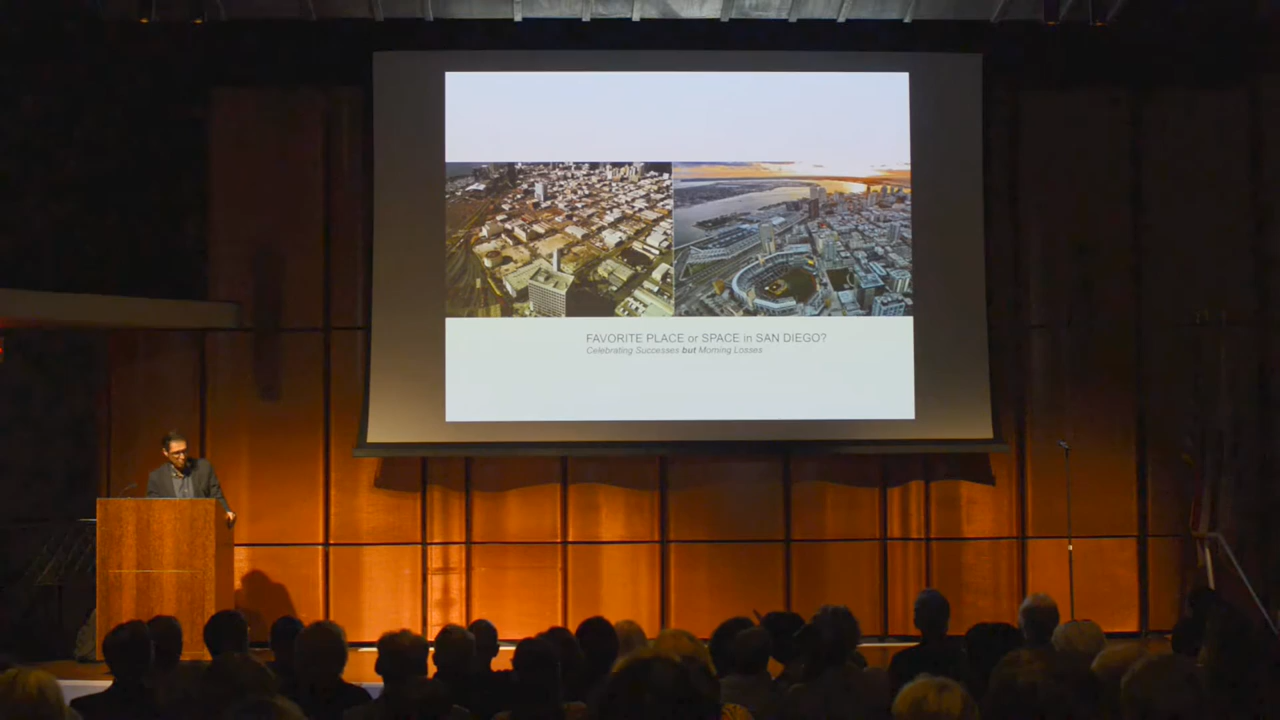 FAVORITE PLACE or SPACE in SAN DIEGO?
Celebrating Successes but Morning Losses